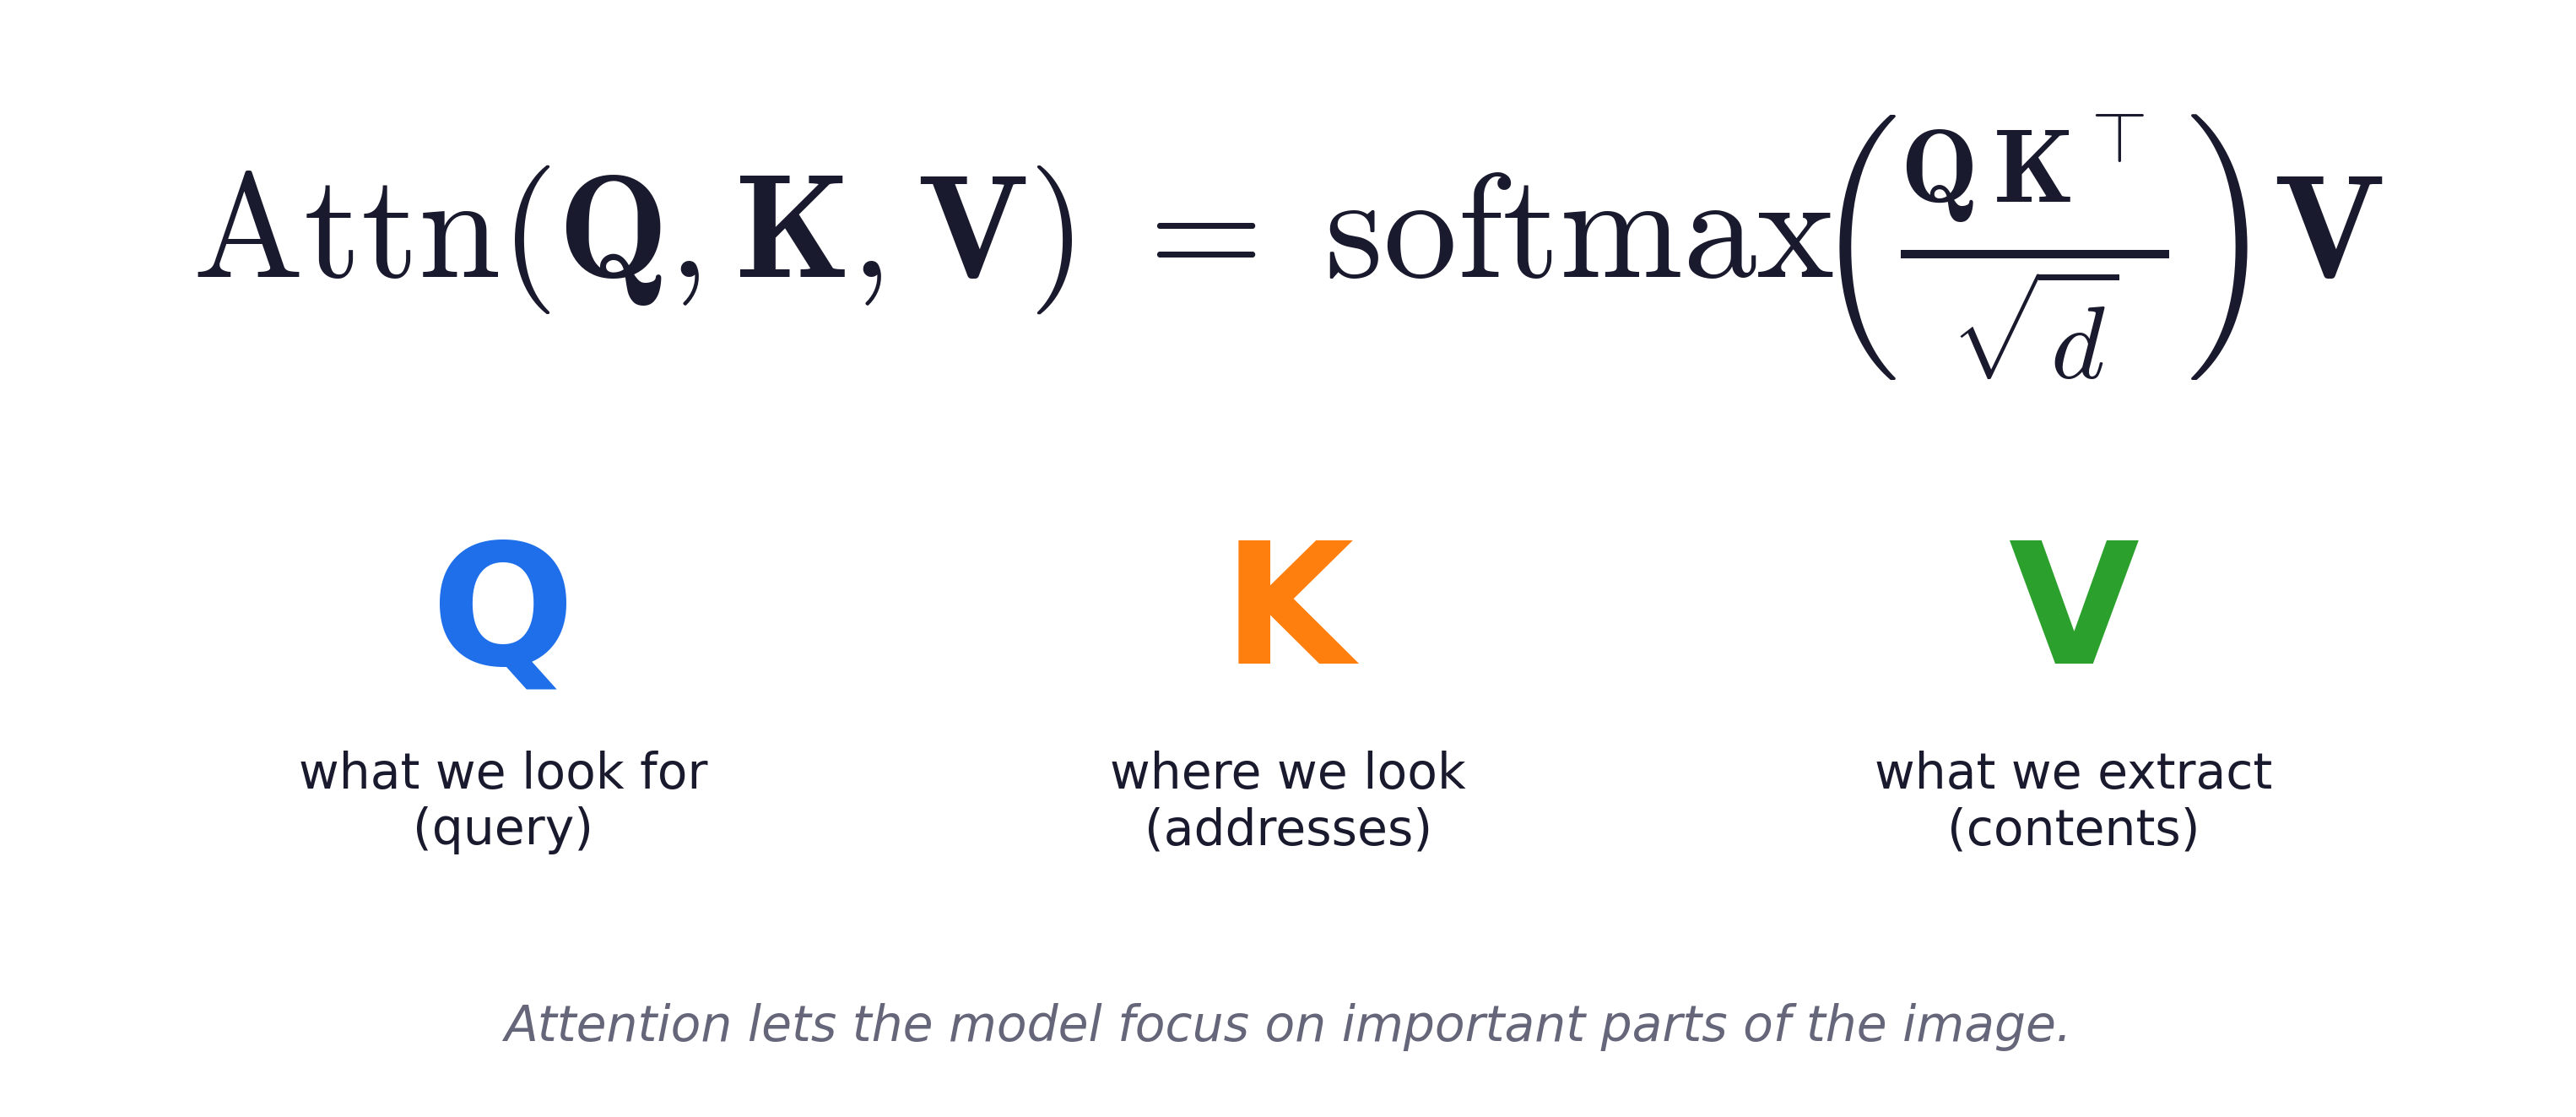 Attn(Q, K, V) = softmax(QK⊤/√d)V
Q
K
V
what we look for
(query)
where we look
(addresses)
what we extract
(contents)
Attention lets the model focus on important parts of the image.